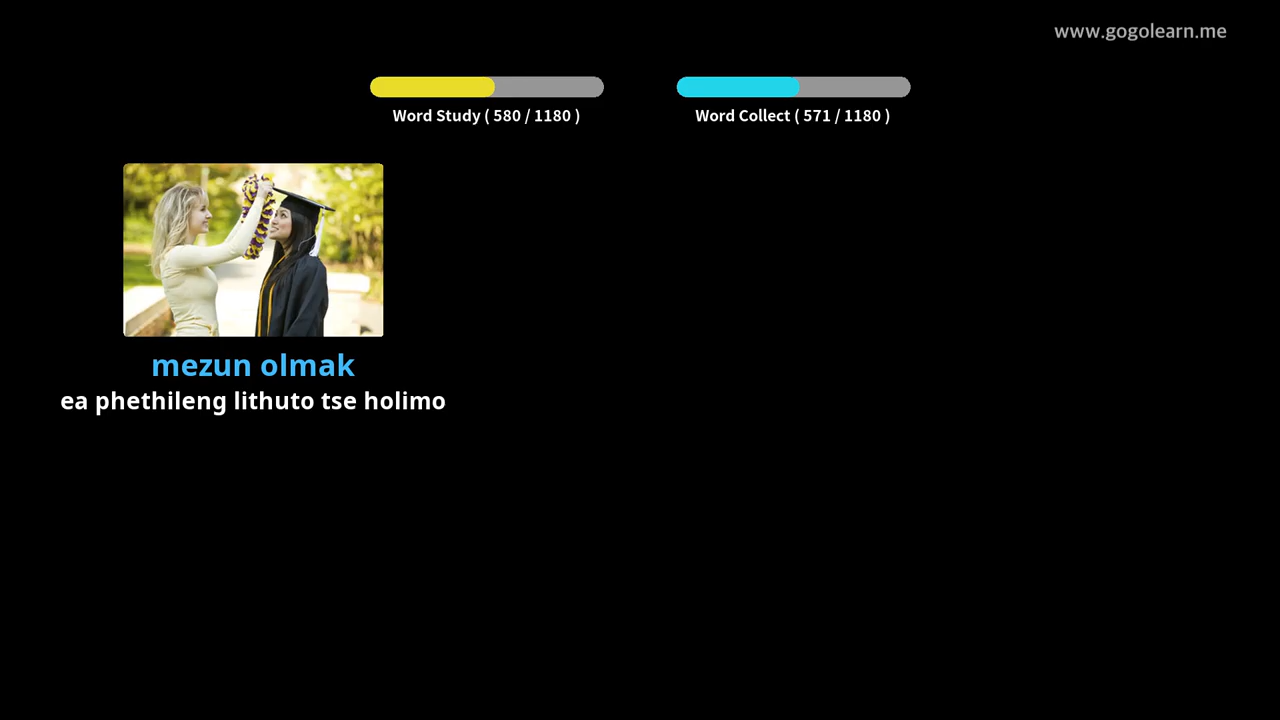 www.gogolearn.me
Word Study ( 580 / 1180 )
Word Collect ( 571 / 1180 )
mezun olmak
ea phethileng lithuto tse holimo